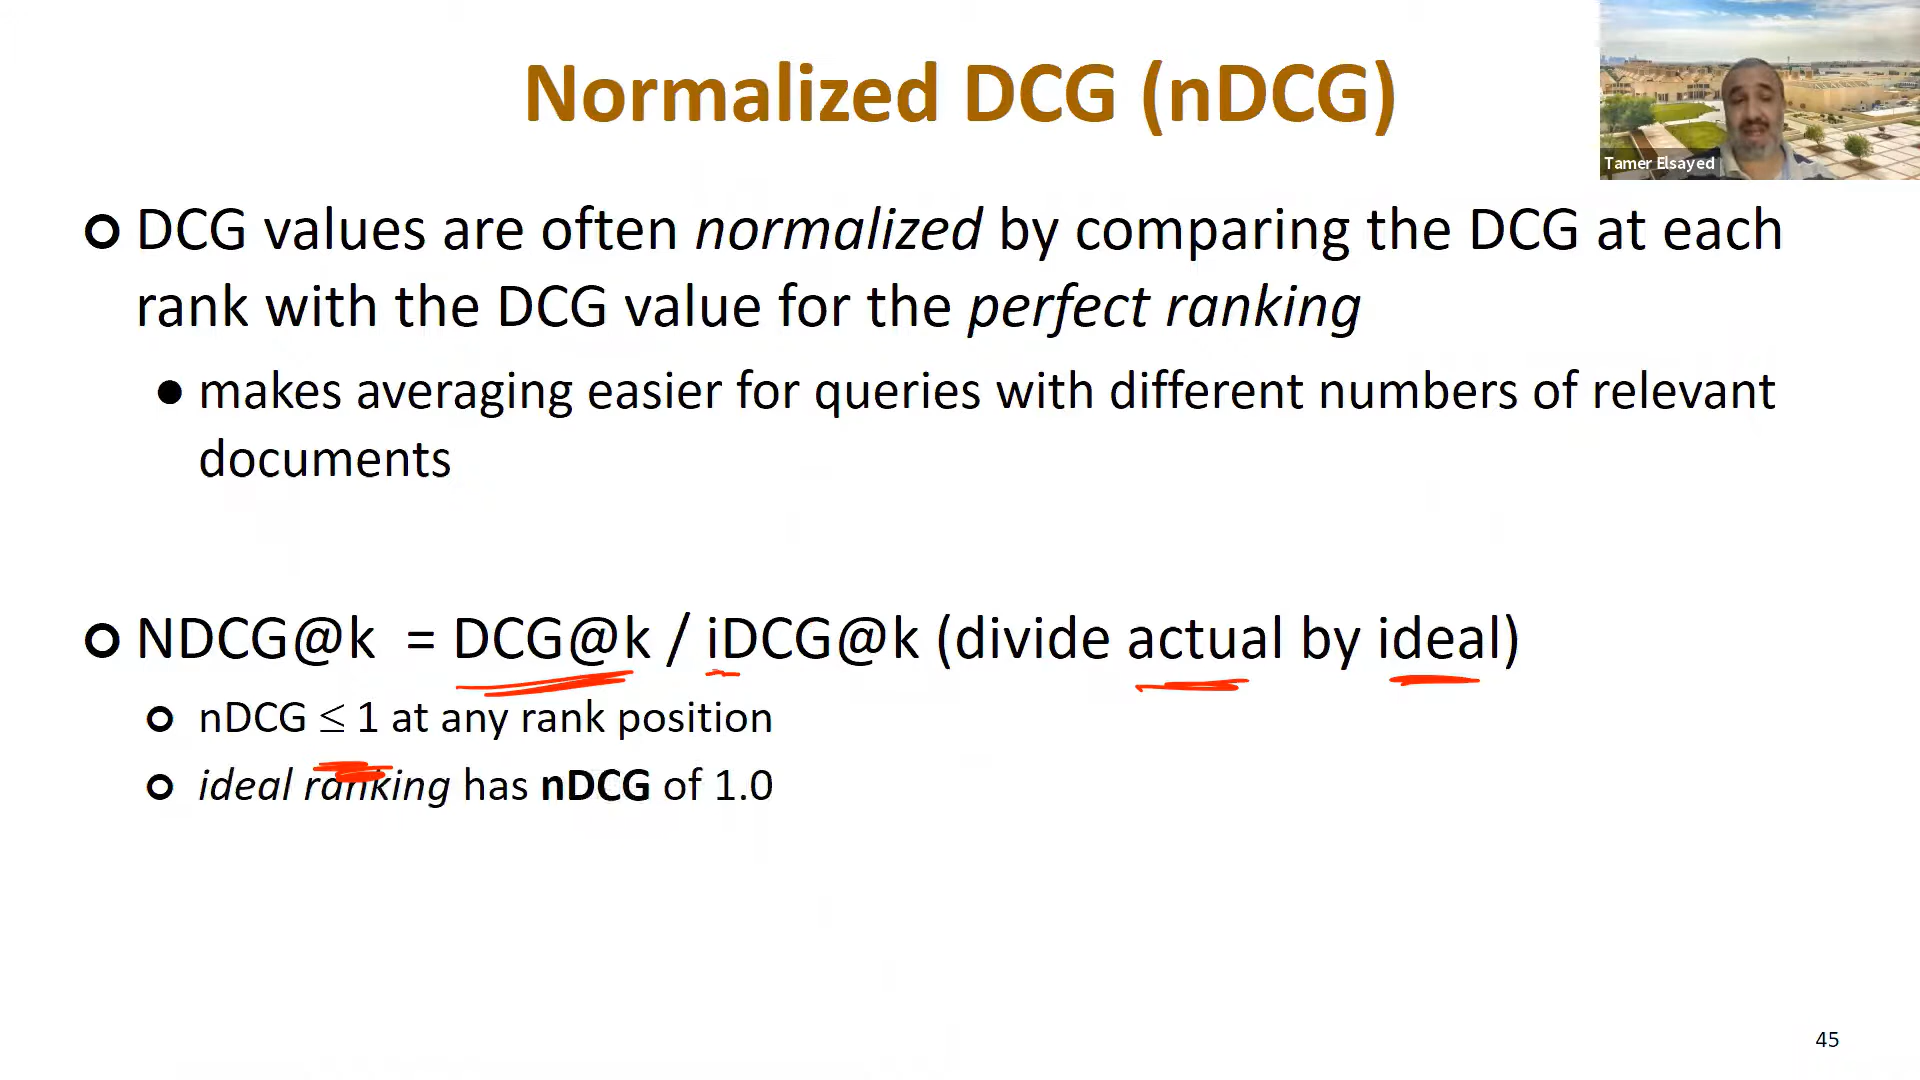 Normalized DCG (nDCG)
Tamer Elsayed
DCG values are often normalized by comparing the DCG at each
rank with the DCG value for the perfect ranking
makes averaging easier for queries with different numbers of relevant
documents
NDCG@k = DCG@k / iDCG@k (divide actual by ideal)
nDCG ≤ 1 at any rank position
ideal ranking has nDCG of 1.0
45